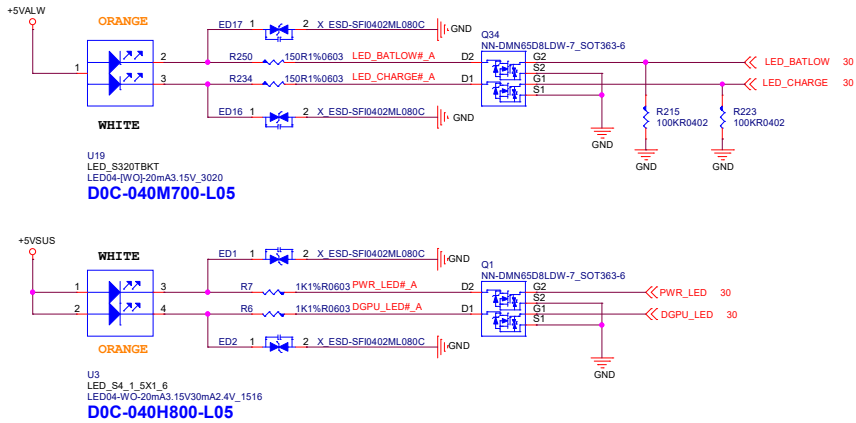 +5VALW
ORANGE
ED17 1 2 X_ESD-SFI0402ML080C
GND
Q34
NN-DMN65D8LDW-7_SOT363-6
1 2 R250 150R1%0603 LED_BATLOW#_A D2 G2 LED_BATLOW 30
S2
3 R234 150R1%0603 LED_CHARGE#_A D1 G1 LED_CHARGE 30
S1
WHITE
ED16 1 2 X_ESD-SFI0402ML080C
GND
GND
R215
100KR0402
R223
100KR0402
GND
GND
U19
LED_S320TBKT
LED04-[WO]-20mA3.15V_3020
D0C-040M700-L05
+5VSUS
WHITE
ED1 1 2 X_ESD-SFI0402ML080C
GND
Q1
NN-DMN65D8LDW-7_SOT363-6
1 3 R7 1K1%R0603 PWR_LED#_A D2 G2 PWR_LED 30
S2
2 4 R6 1K1%R0603 DGPU_LED#_A D1 G1 DGPU_LED 30
S1
ORANGE
ED2 1 2 X_ESD-SFI0402ML080C
GND
GND
U3
LED_S4_1_5X1_6
LED04-WO-20mA3.15V30mA2.4V_1516
D0C-040H800-L05